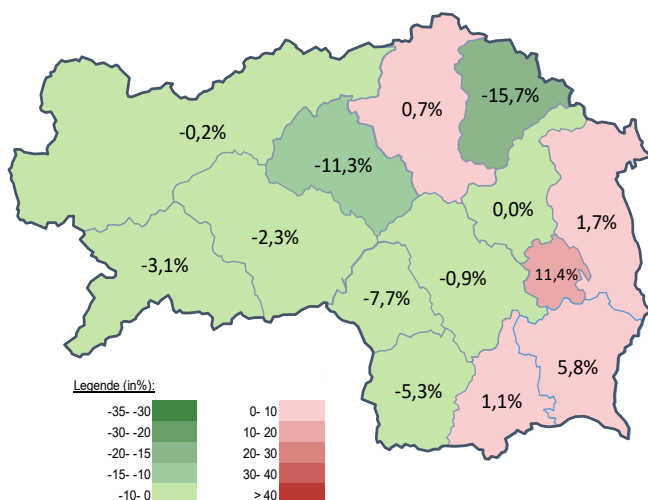 0,7%
-15,7%
-0,2%
-11,3%
0,0%
1,7%
-2,3%
-3,1%
-0,9%
11,4%
-7,7%
5,8%
-5,3%
1,1%
Legende (in%):
-35- -30 0- 10
-30- -20 10- 20
-20- -15 20- 30
-15- -10 30- 40
-10- 0 > 40